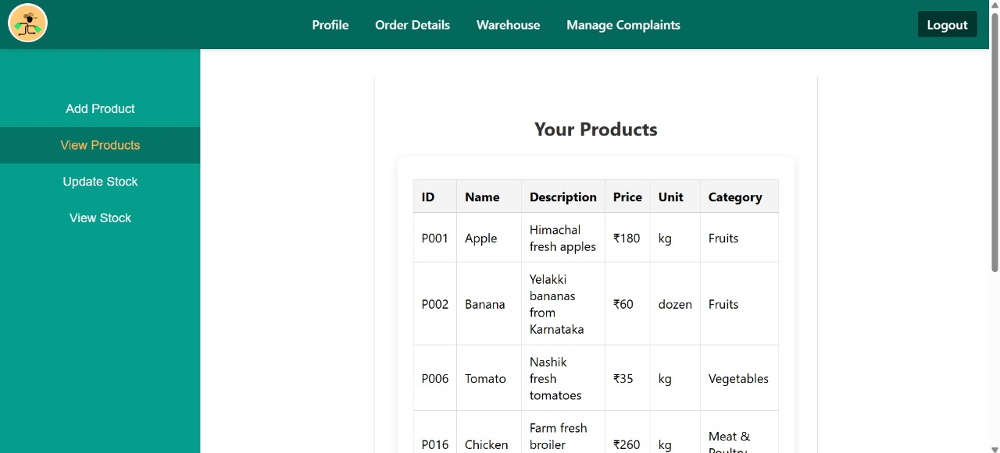 Profile Order Details Warehouse Manage Complaints Logout
Add Product
View Products
Update Stock
View Stock
Your Products
ID Name Description Price Unit Category
P001 Apple Himachal fresh apples ₹180 kg Fruits
P002 Banana Yelakki bananas from Karnataka ₹60 dozen Fruits
P006 Tomato Nashik fresh tomatoes ₹35 kg Vegetables
P016 Chicken Farm fresh broiler ₹260 kg Meat & Poultry